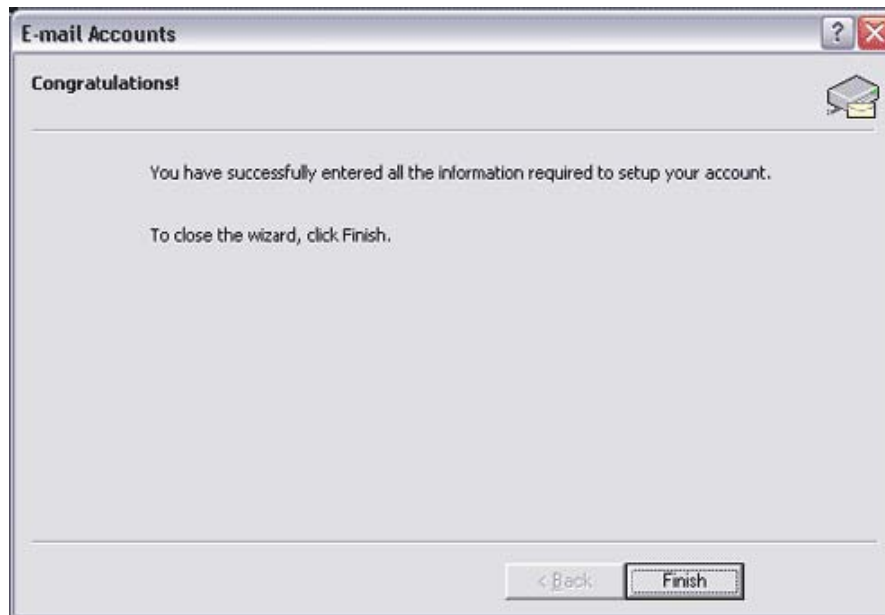 E-mail Accounts
?
Congratulations!
You have successfully entered all the information required to setup your account.
To close the wizard, click Finish.
< Back
Finish